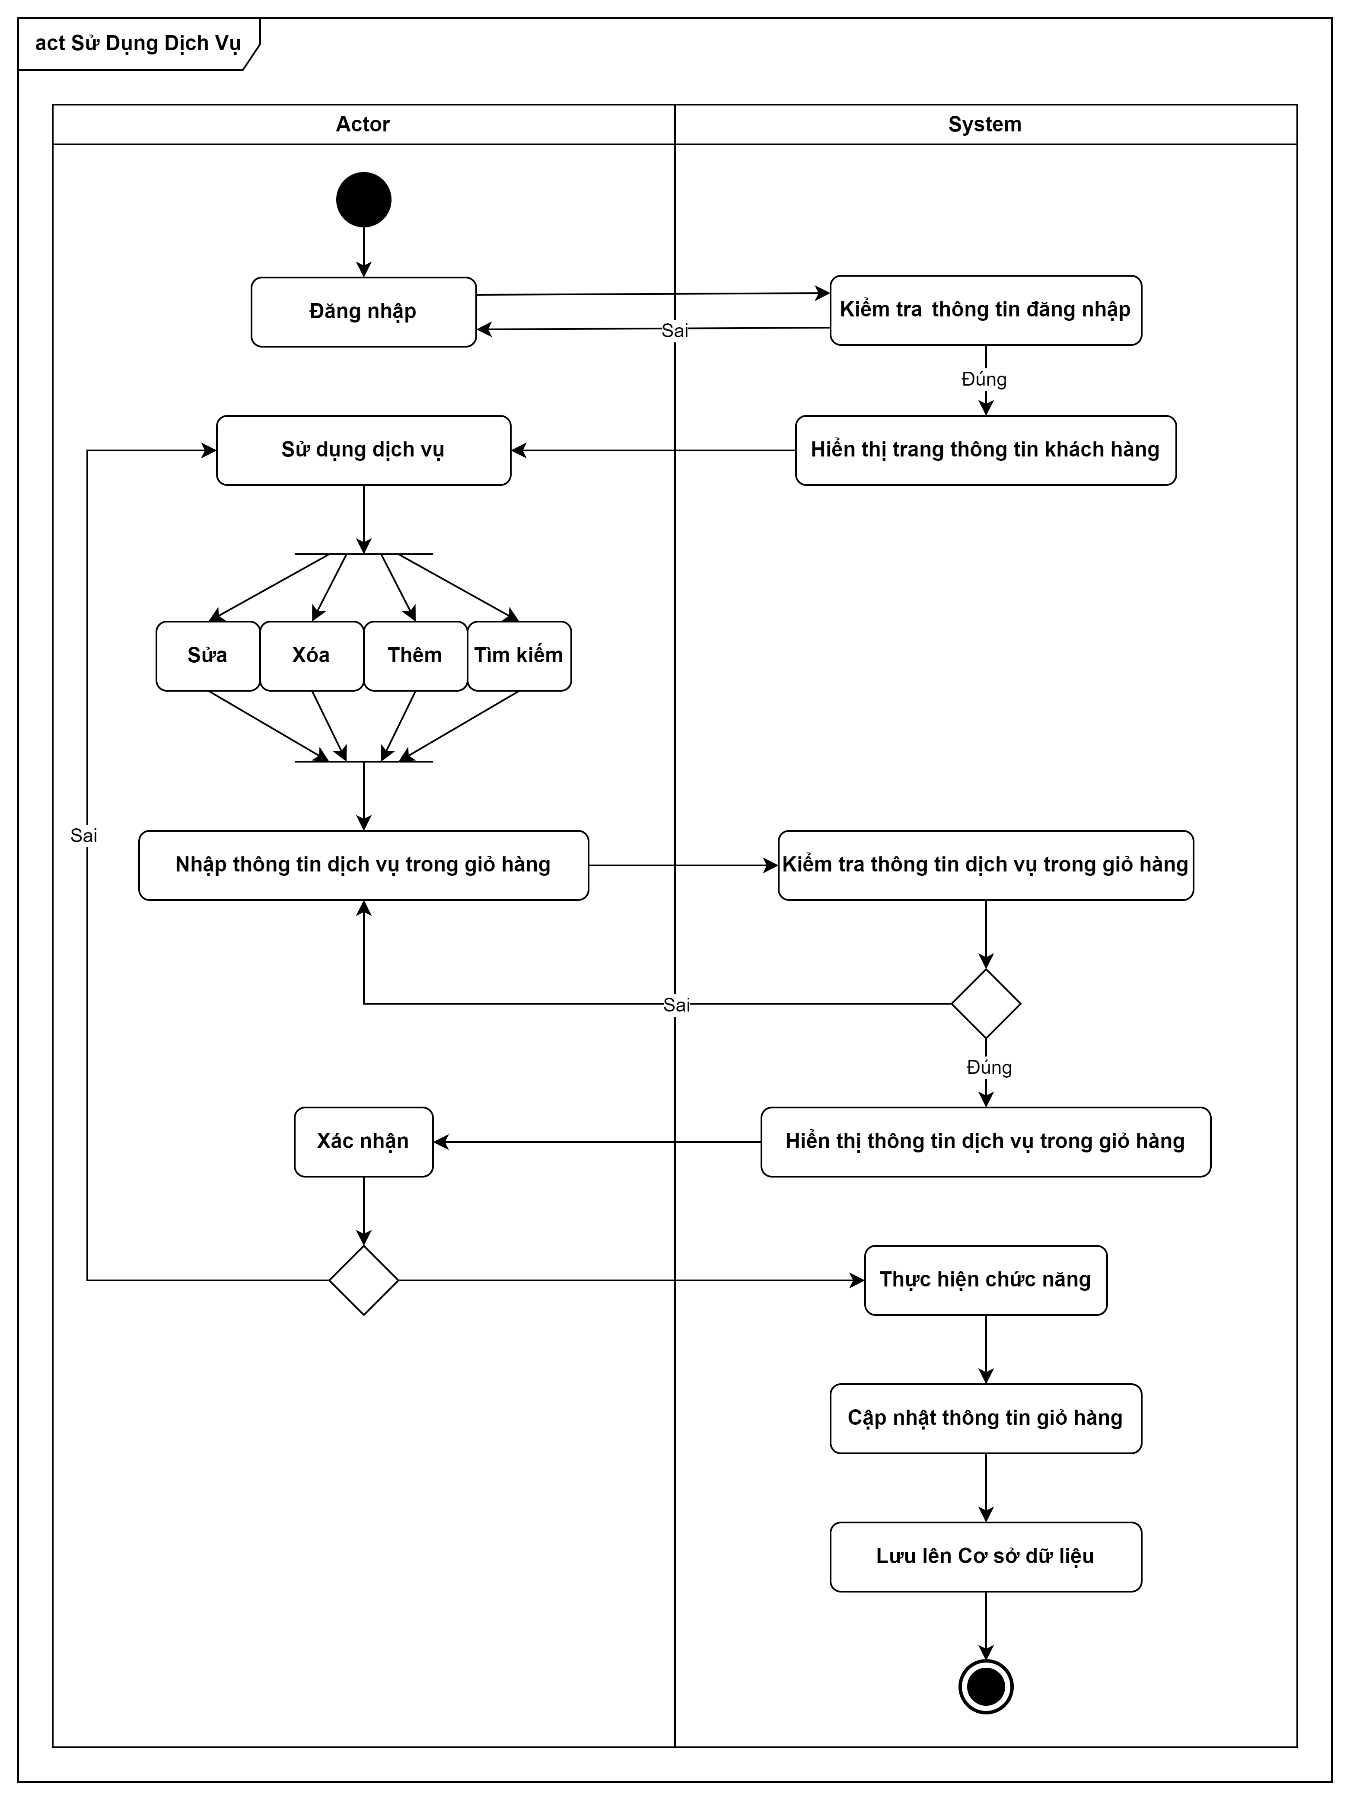 act Sử Dụng Dịch Vụ
Actor
System
Đăng nhập
Kiểm tra thông tin đăng nhập
Sai
Đúng
Sử dụng dịch vụ
Hiển thị trang thông tin khách hàng
Sửa
Xóa
Thêm
Tìm kiếm
Sai
Nhập thông tin dịch vụ trong giỏ hàng
Kiểm tra thông tin dịch vụ trong giỏ hàng
Sai
Đúng
Xác nhận
Hiển thị thông tin dịch vụ trong giỏ hàng
Thực hiện chức năng
Cập nhật thông tin giỏ hàng
Lưu lên Cơ sở dữ liệu